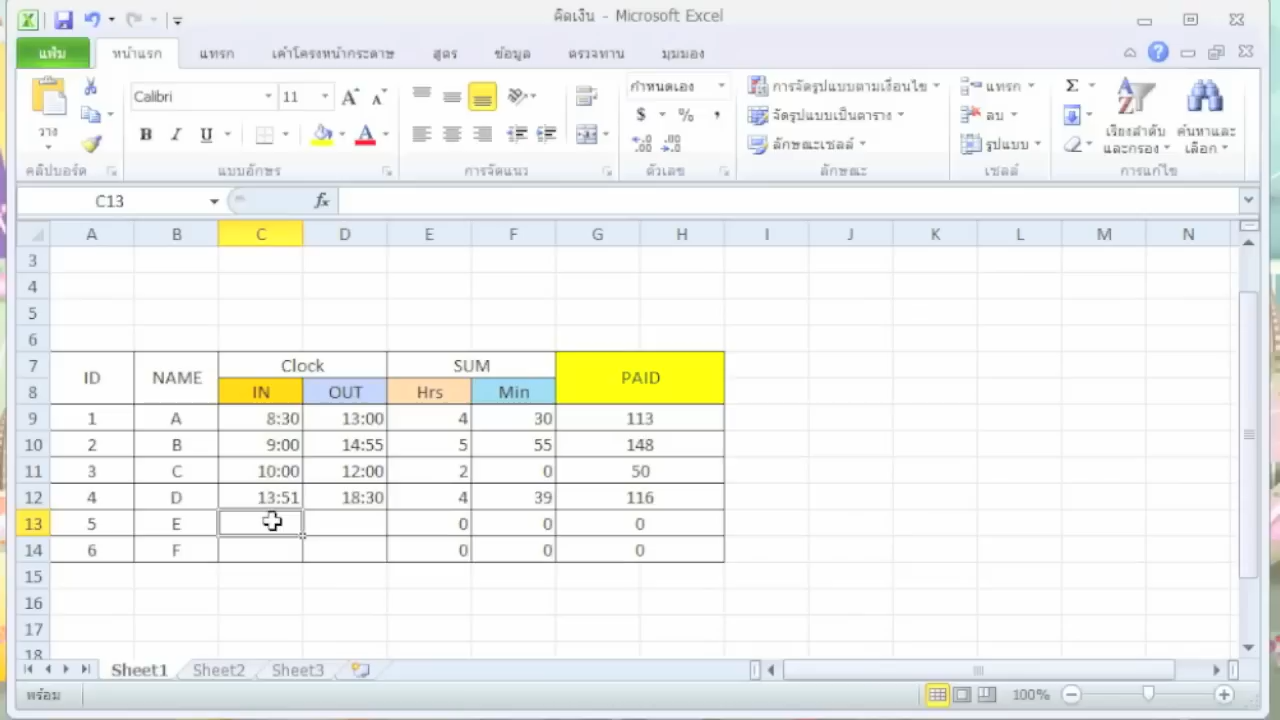 คิดเงิน - Microsoft Excel
แฟ้ม หน้าแรก แทรก เค้าโครงหน้ากระดาษ สูตร ข้อมูล ตรวจทาน มุมมอง
วาง
คลิปบอร์ด
Calibri 11
B I U A
แบบอักษร
การจัดแนว
กำหนดเอง
$ % ,
ตัวเลข
การจัดรูปแบบตามเงื่อนไข
จัดรูปแบบเป็นตาราง
ลักษณะเซลล์
ลักษณะ
แทรก
ลบ
รูปแบบ
เซลล์
Σ
เรียงลำดับและกรอง
ค้นหาและเลือก
การแก้ไข
C13 fx
A B C D E F G H I J K L M N
3
4
5
6
7 ID NAME Clock SUM PAID
8 IN OUT Hrs Min
9 1 A 8:30 13:00 4 30 113
10 2 B 9:00 14:55 5 55 148
11 3 C 10:00 12:00 2 0 50
12 4 D 13:51 18:30 4 39 116
13 5 E 0 0 0
14 6 F 0 0 0
15
16
17
18
Sheet1 Sheet2 Sheet3
พร้อม 100%